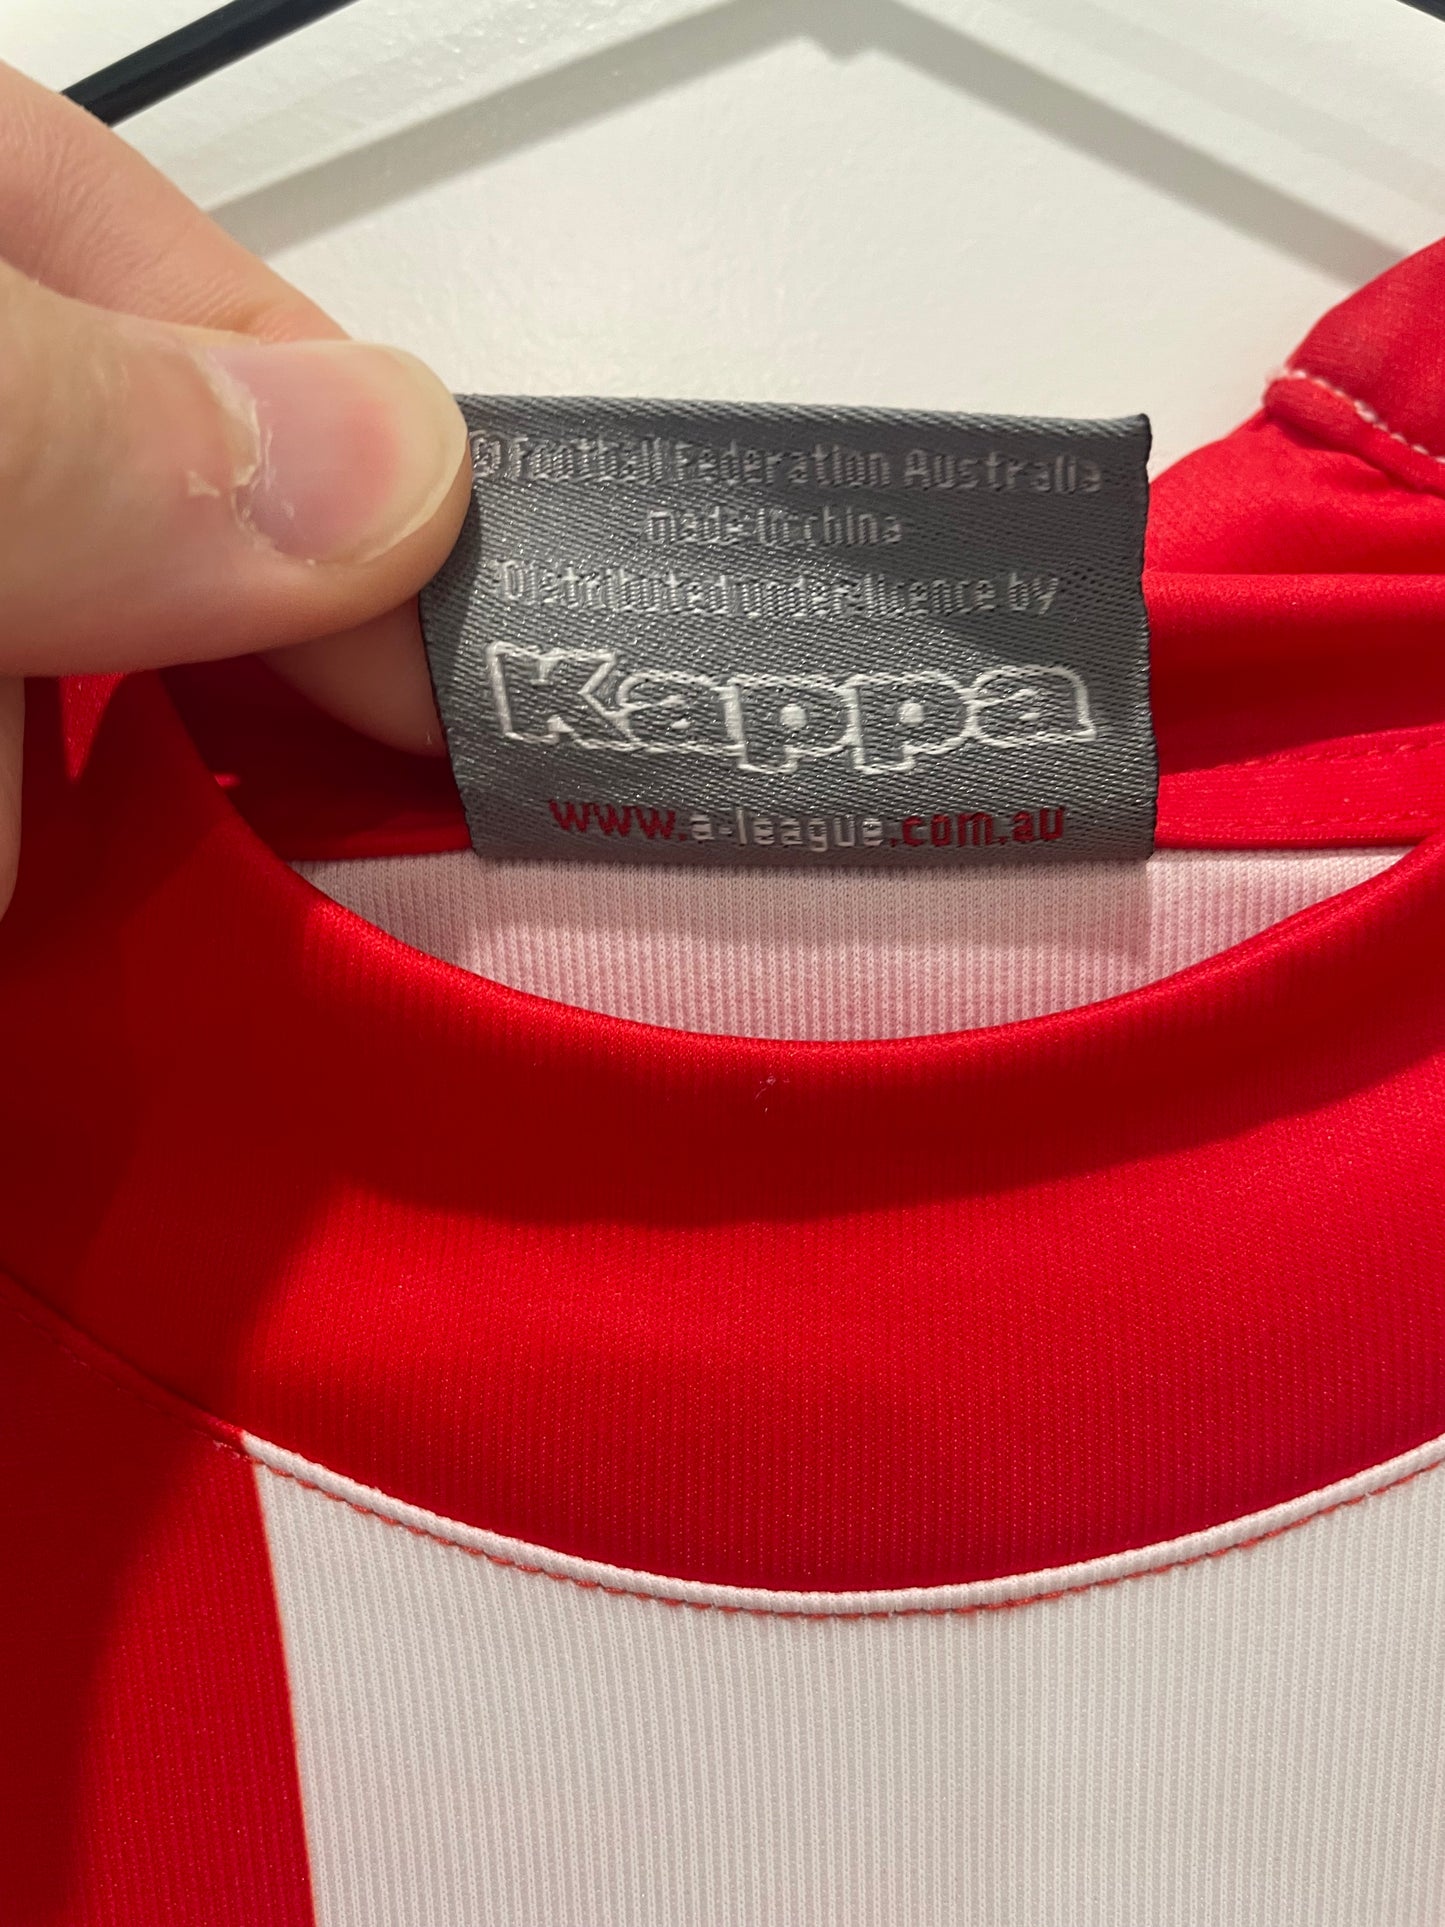 © Football Federation Australia
made in china
Distributed under licence by
Kappa
www.a-league.com.au